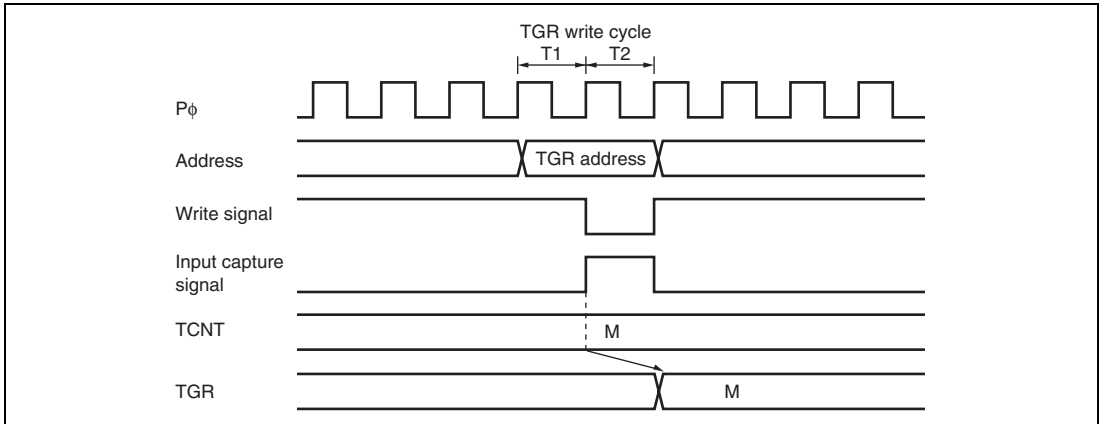 TGR write cycle
T1 T2
Pϕ
Address TGR address
Write signal
Input capture
signal
TCNT M
TGR M